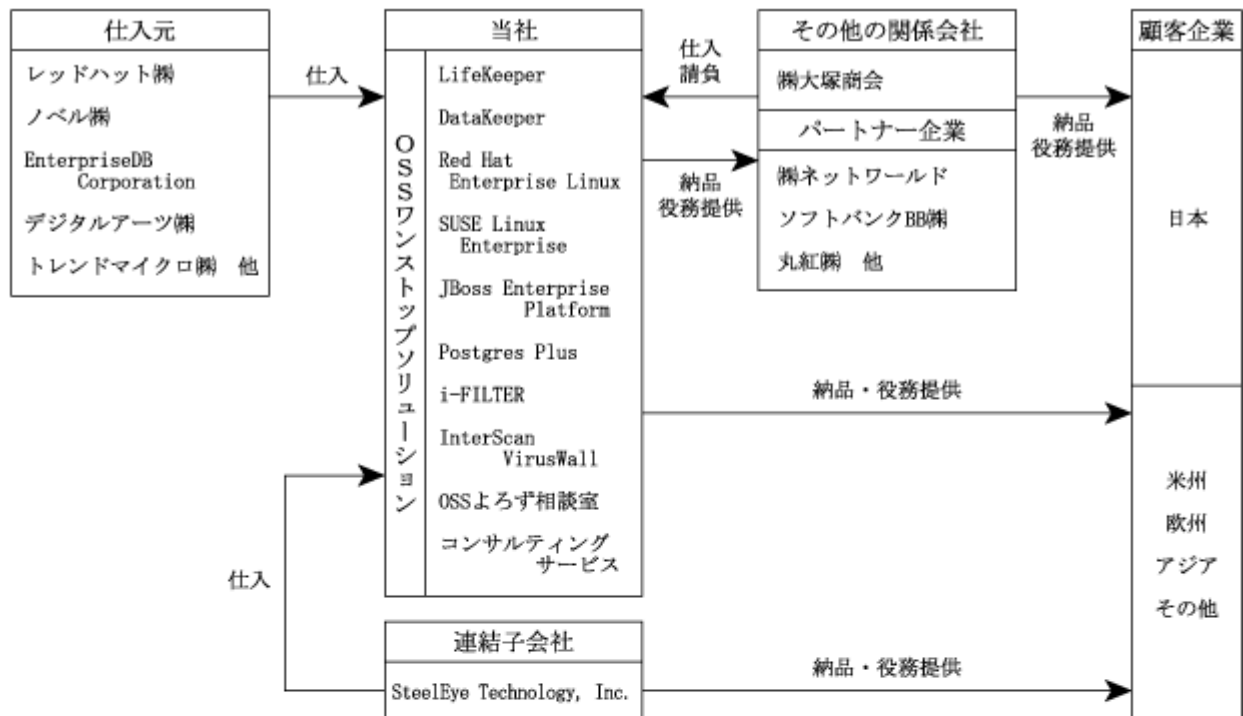 仕入元
レッドハット㈱
ノベル㈱
EnterpriseDB
Corporation
デジタルアーツ㈱
トレンドマイクロ㈱　他
仕入
当社
OSSワンストップソリューション
LifeKeeper
DataKeeper
Red Hat
Enterprise Linux
SUSE Linux
Enterprise
JBoss Enterprise
Platform
Postgres Plus
i-FILTER
InterScan
VirusWall
OSSよろず相談室
コンサルティング
サービス
仕入
請負
納品
役務提供
その他の関係会社
㈱大塚商会
パートナー企業
㈱ネットワールド
ソフトバンクBB㈱
丸紅㈱　他
納品
役務提供
顧客企業
日本
納品・役務提供
米州
欧州
アジア
その他
仕入
連結子会社
SteelEye Technology, Inc.
納品・役務提供